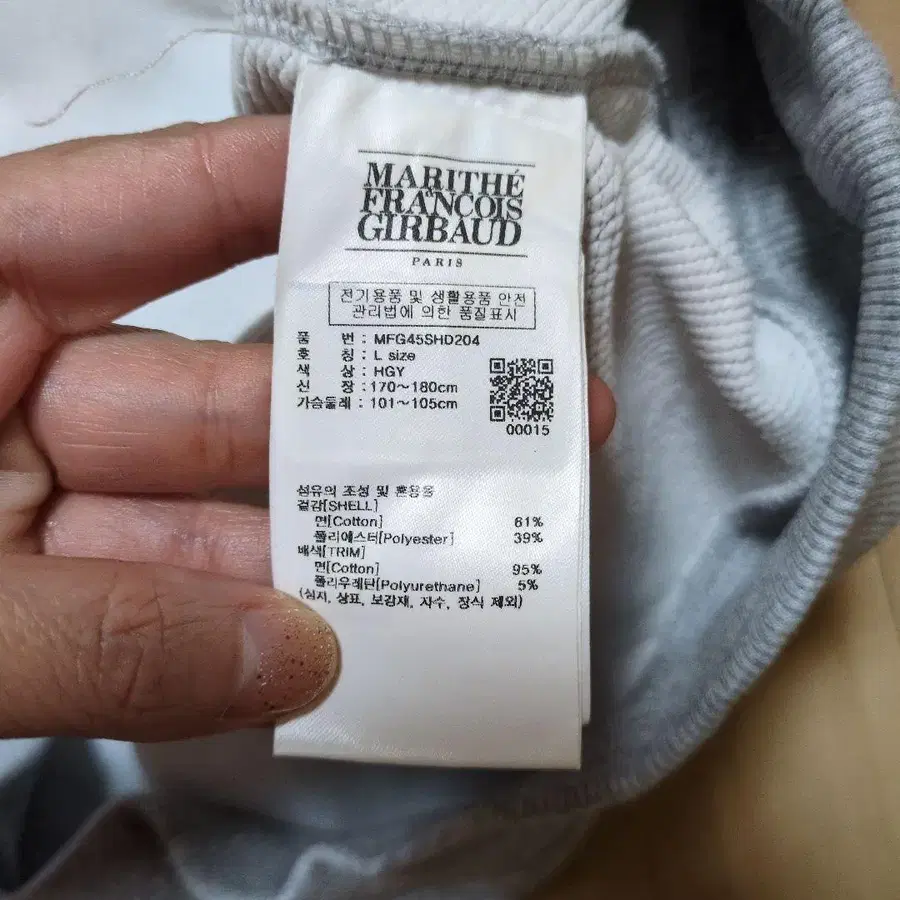 MARITHÉ
FRANCOIS
GIRBAUD
PARIS
전기용품 및 생활용품 안전
관리법에 의한 품질표시
품 번 : MFG45SHD204
호 칭 : L size
색 상 : HGY
신 장 : 170~180cm
가슴둘레 : 101~105cm
00015
섬유의 조성 및 혼용율
겉감[SHELL]
면[Cotton] 61%
폴리에스터[Polyester] 39%
배색[TRIM]
면[Cotton] 95%
폴리우레탄[Polyurethane] 5%
(심지, 상표, 보강재, 자수, 장식 제외)